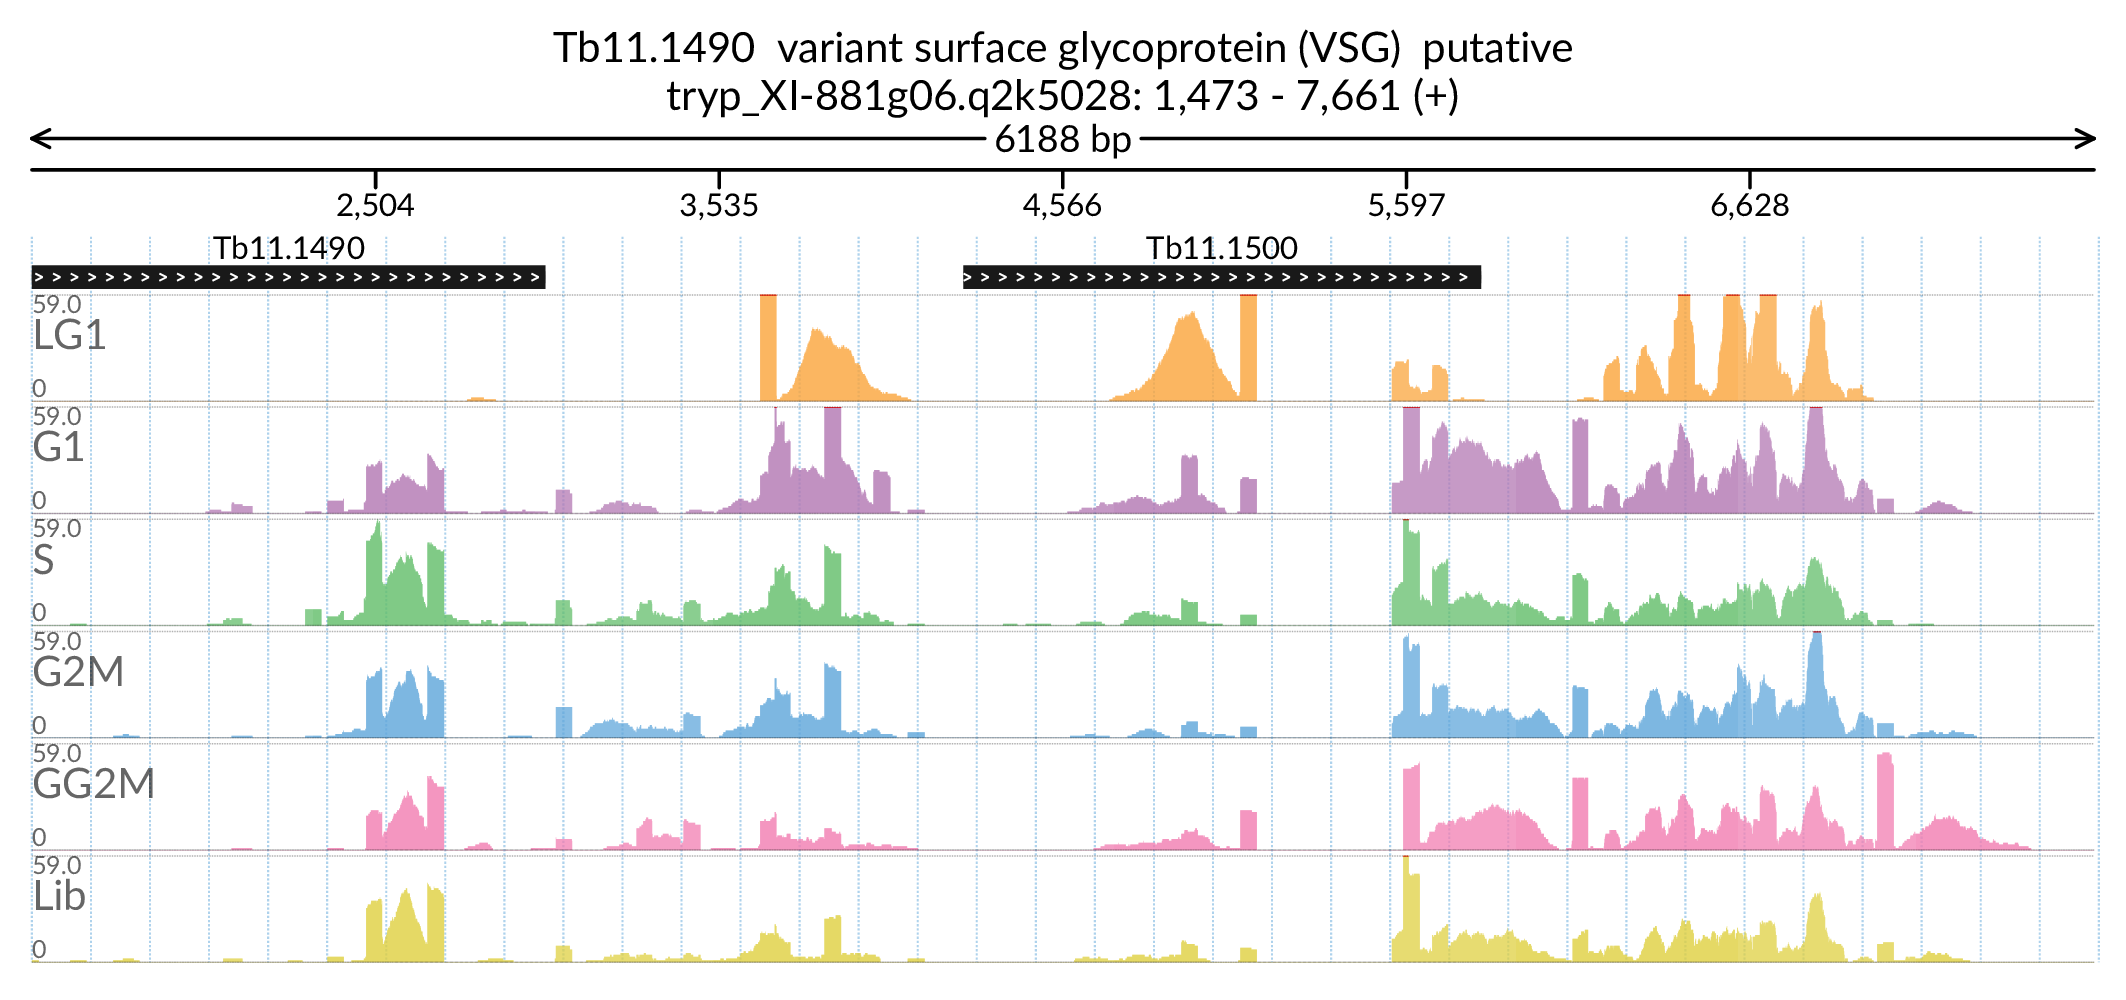 Tb11.1490 variant surface glycoprotein (VSG) putative
tryp_XI-881g06.q2k5028: 1,473 - 7,661 (+)
6188 bp
2,504 3,535 4,566 5,597 6,628
Tb11.1490 Tb11.1500
> > > > > > > > > > > > > > > > > > > > > > > > > > > > > > > > > > > > > > > > > > > > > > > > > > > > > > > > > >
59.0
LG1
0
59.0
G1
0
59.0
S
0
59.0
G2M
0
59.0
GG2M
0
59.0
Lib
0